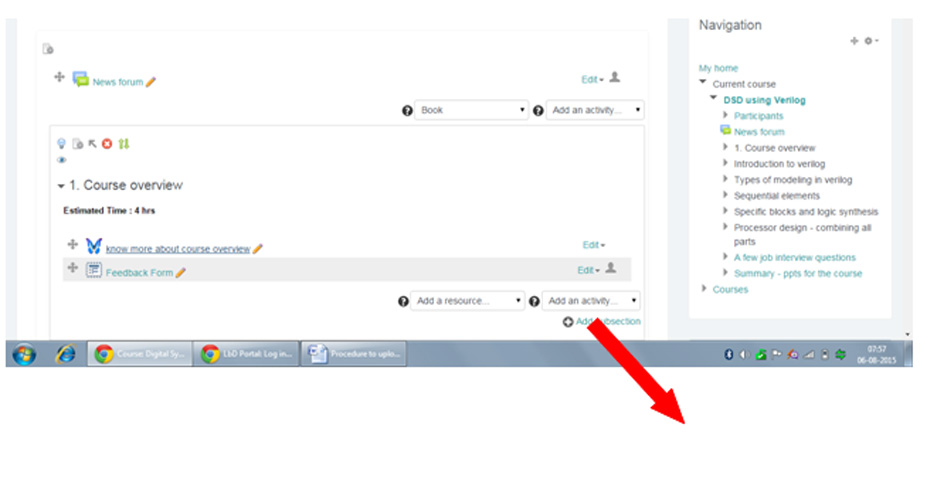 Navigation
News forum
Edit
Book
Add an activity...
1. Course overview
Estimated Time : 4 hrs
know more about course overview
Edit
Feedback Form
Edit
Add a resource...
Add an activity...
Add subsection
My home
Current course
DSD using Verilog
Participants
News forum
1. Course overview
Introduction to verilog
Types of modeling in verilog
Sequential elements
Specific blocks and logic synthesis
Processor design - combining all
parts
A few job interview questions
Summary - ppts for the course
Courses
Course: Digital Sy...
Portal: Log in...
Procedure to uplo...
07:57
06-08-2015